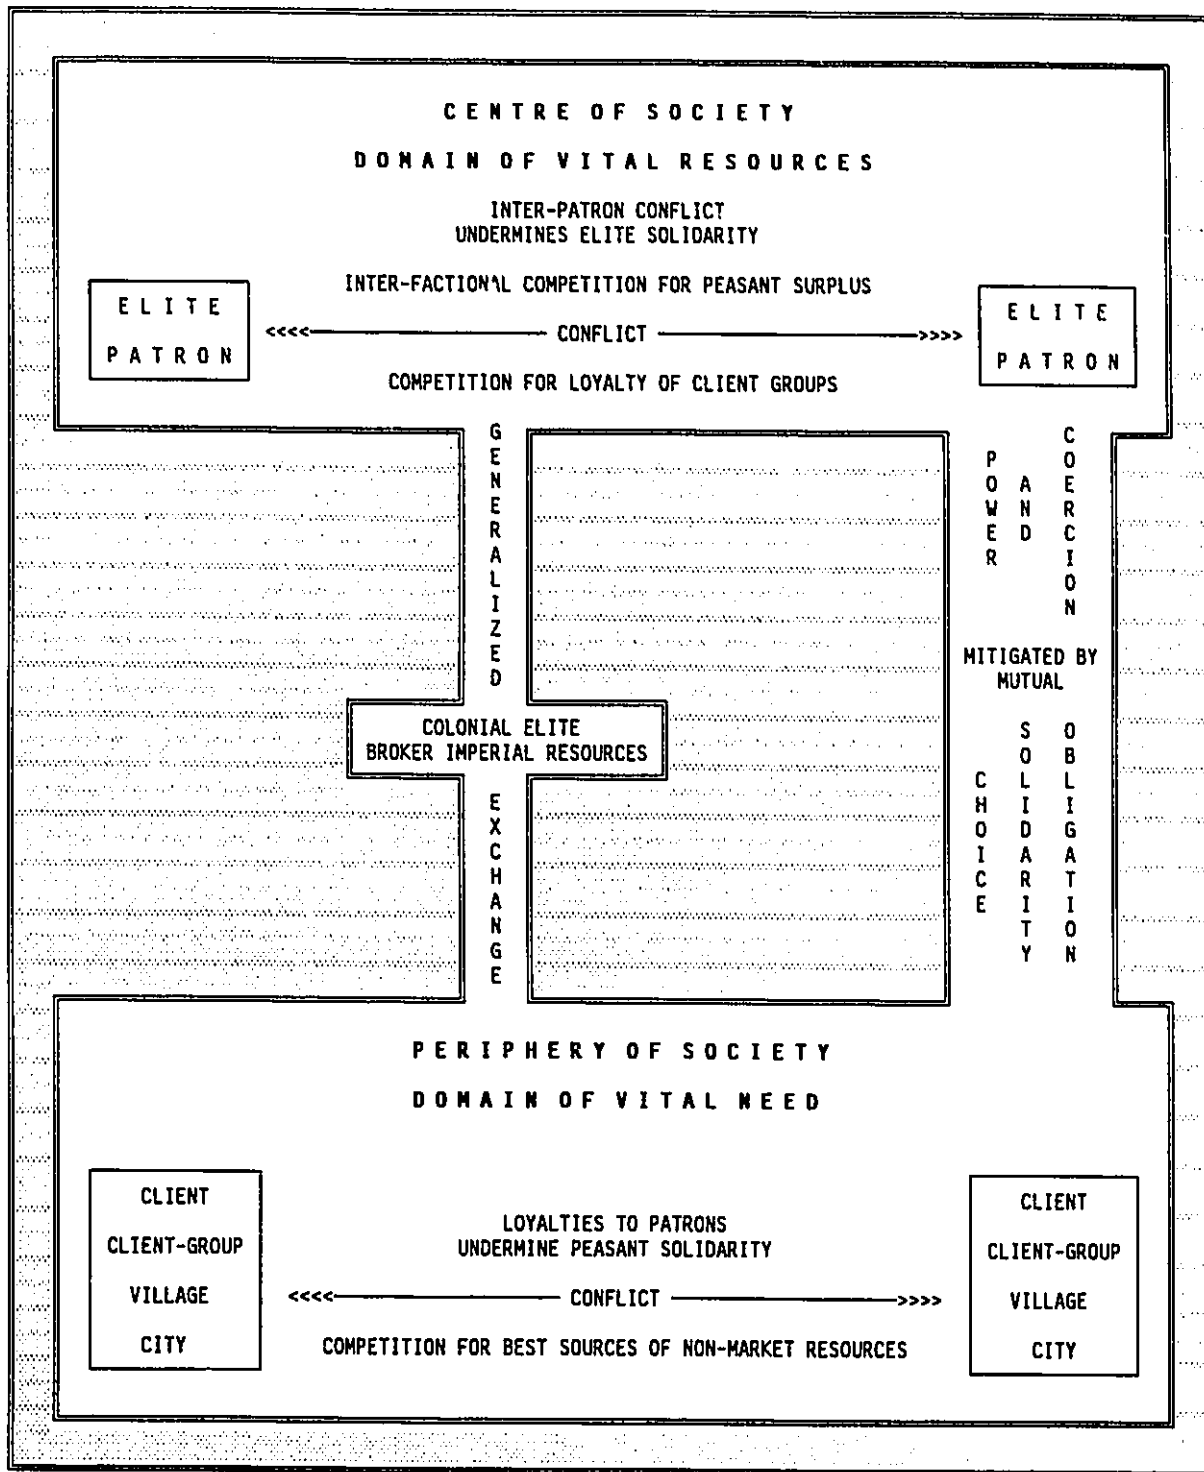 CENTRE OF SOCIETY
DOMAIN OF VITAL RESOURCES
INTER-PATRON CONFLICT
UNDERMINES ELITE SOLIDARITY
INTER-FACTIONAL COMPETITION FOR PEASANT SURPLUS
ELITE
PATRON
<<<< CONFLICT >>>>
ELITE
PATRON
COMPETITION FOR LOYALTY OF CLIENT GROUPS
GENERALIZED
POWER
AND
COERCION
MITIGATED BY
MUTUAL
COLONIAL ELITE
BROKER IMPERIAL RESOURCES
EXCHANGE
CHOICE
SOLIDARITY
OBLIGATION
PERIPHERY OF SOCIETY
DOMAIN OF VITAL NEED
CLIENT
CLIENT-GROUP
VILLAGE
CITY
LOYALTIES TO PATRONS
UNDERMINE PEASANT SOLIDARITY
<<<< CONFLICT >>>>
COMPETITION FOR BEST SOURCES OF NON-MARKET RESOURCES
CLIENT
CLIENT-GROUP
VILLAGE
CITY